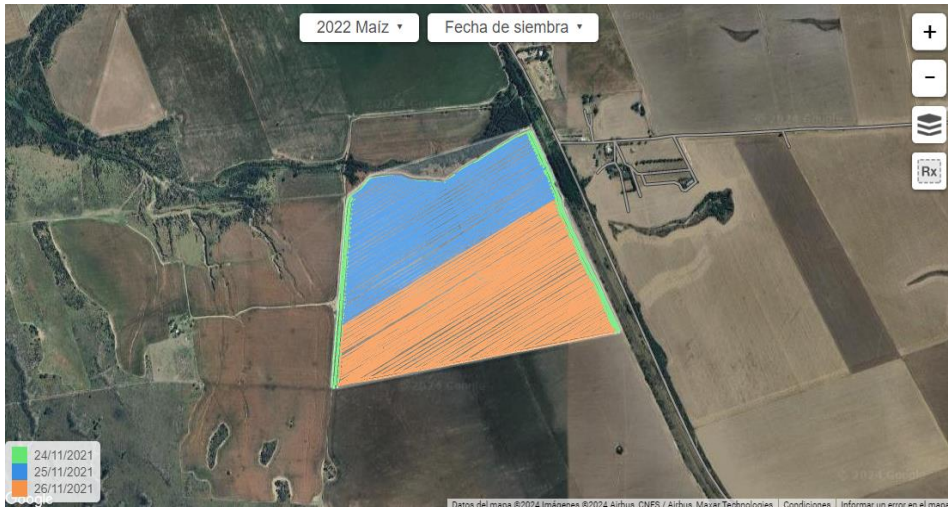 2022 Maíz ▾
Fecha de siembra ▾
+
-
Rx
24/11/2021
25/11/2021
26/11/2021
Google
Datos del mapa ©2024 Imágenes ©2024 Airbus, CNES / Airbus, Maxar Technologies
Condiciones
Informar un error en el mapa